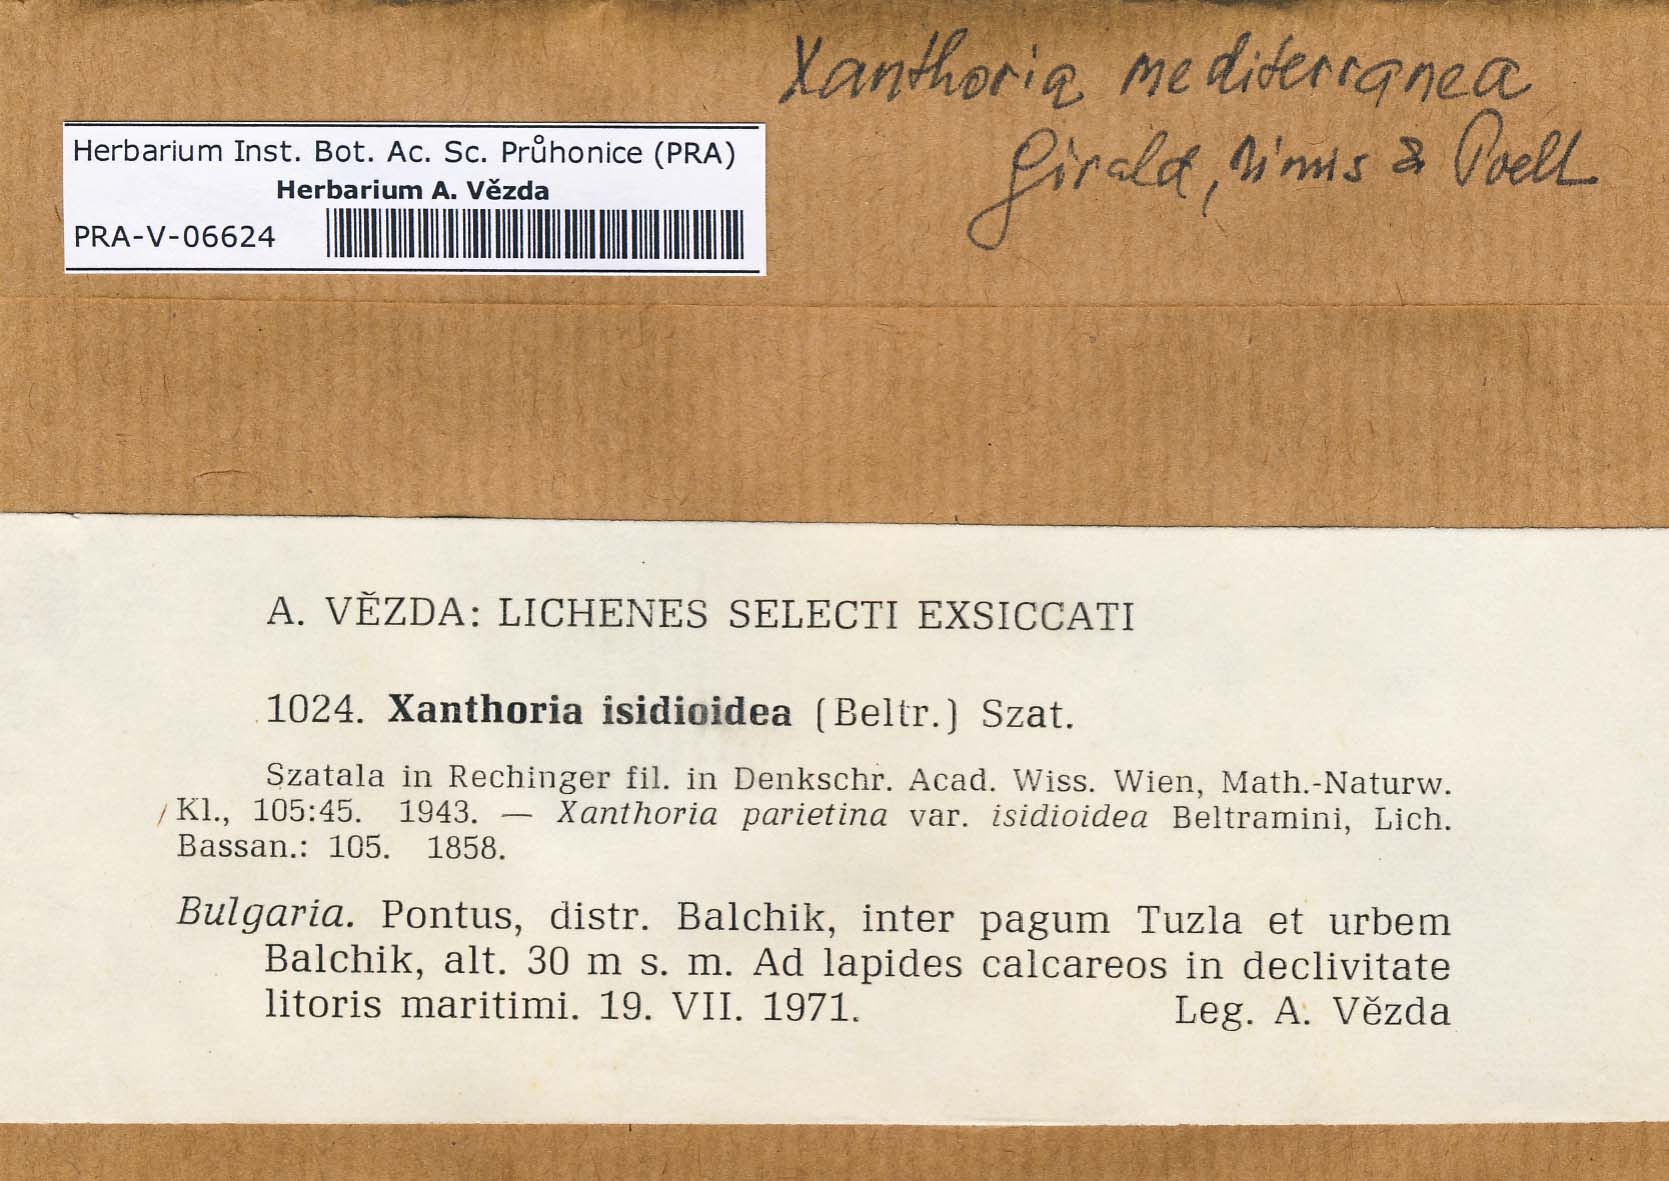 Xanthoria mediterranea
Giralt, Nimis & Poelt
Herbarium Inst. Bot. Ac. Sc. Průhonice (PRA)
Herbarium A. Vězda
PRA-V-06624
A. VĚZDA: LICHENES SELECTI EXSICCATI
1024. Xanthoria isidioidea (Beltr.) Szat.
Szatala in Rechinger fil. in Denkschr. Acad. Wiss. Wien, Math.-Naturw.
Kl., 105:45. 1943. — Xanthoria parietina var. isidioidea Beltramini, Lich.
Bassan.: 105. 1858.
Bulgaria. Pontus, distr. Balchik, inter pagum Tuzla et urbem
Balchik, alt. 30 m s. m. Ad lapides calcareos in declivitate
litoris maritimi. 19. VII. 1971. Leg. A. Vězda